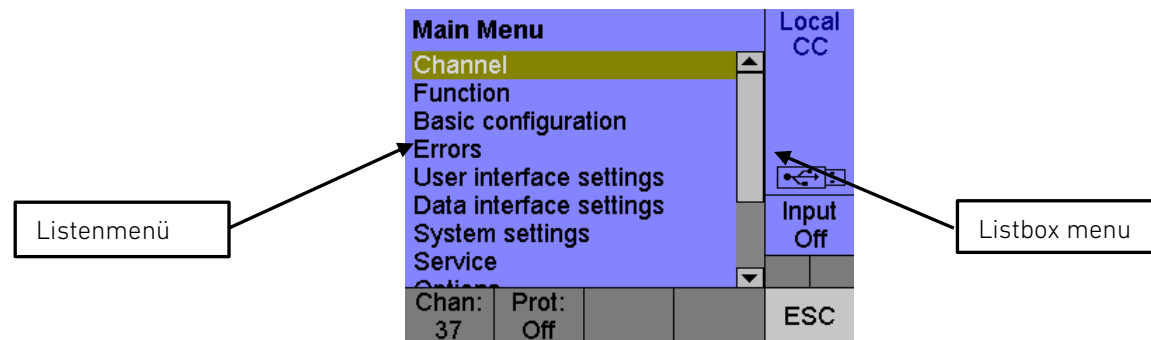 Main Menu
Channel
Function
Basic configuration
Errors
User interface settings
Data interface settings
System settings
Service
Options
Local
CC
Input
Off
Chan:
37
Prot:
Off
ESC
Listenmenü
Listbox menu